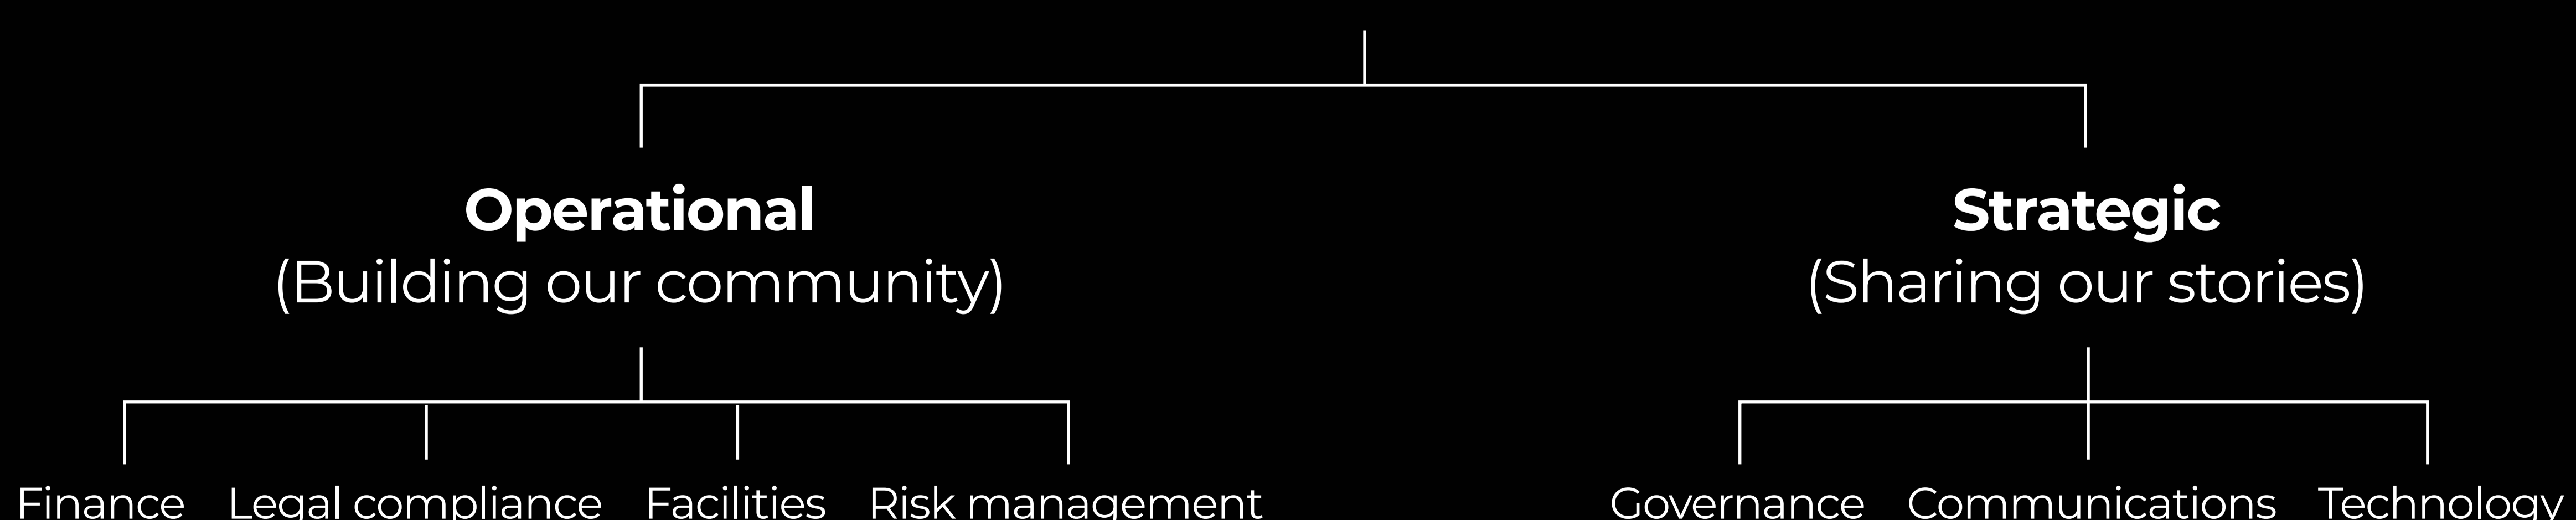 Operational
(Building our community)
Strategic
(Sharing our stories)
Finance
Legal compliance
Facilities
Risk management
Governance
Communications
Technology